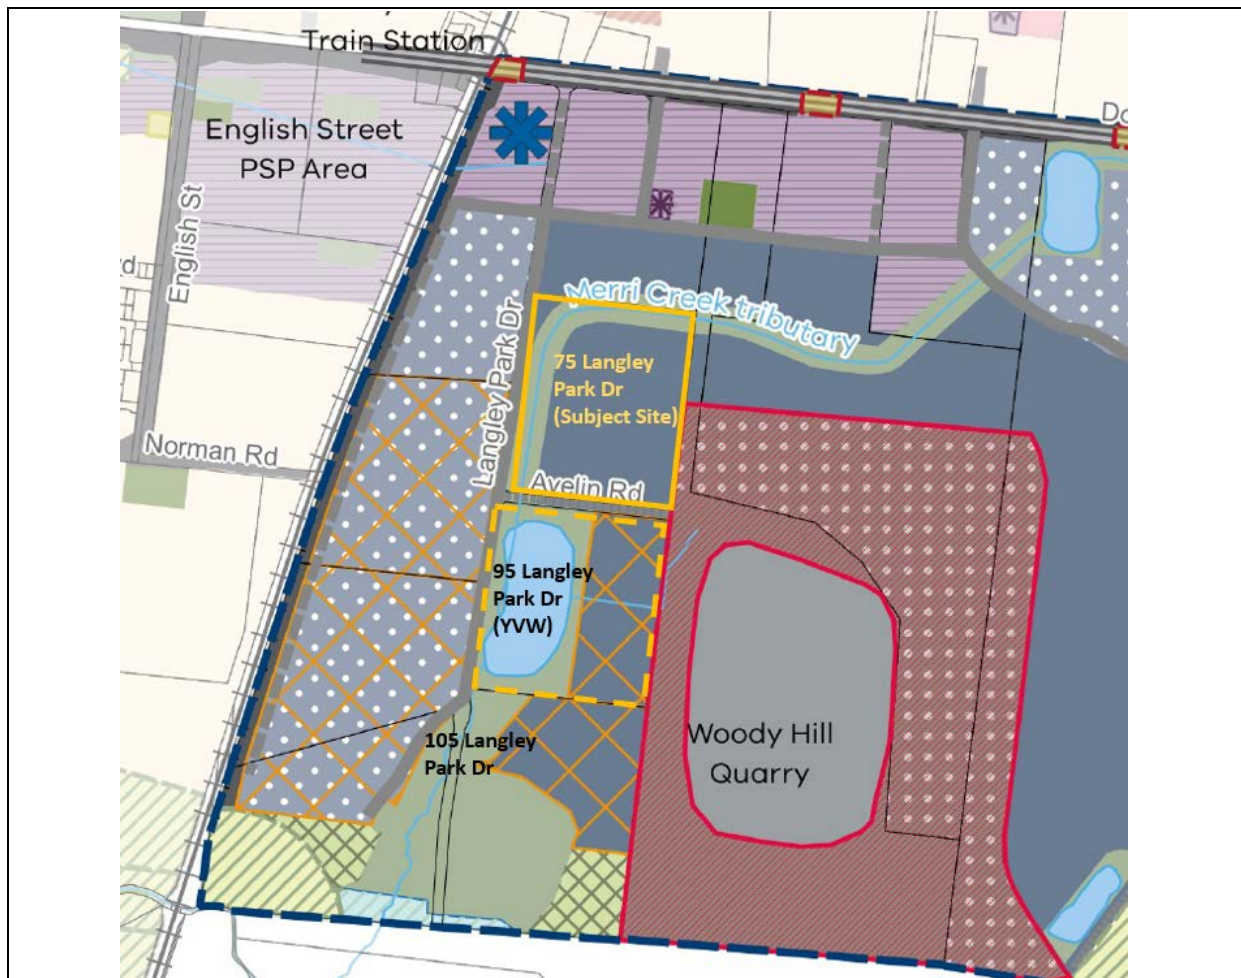 Train Station
Do
English Street
PSP Area
English St
Merri Creek tributary
Langley Park Dr
75 Langley
Park Dr
(Subject Site)
Norman Rd
Avelin Rd
95 Langley
Park Dr
(YVW)
105 Langley
Park Dr
Woody Hill
Quarry